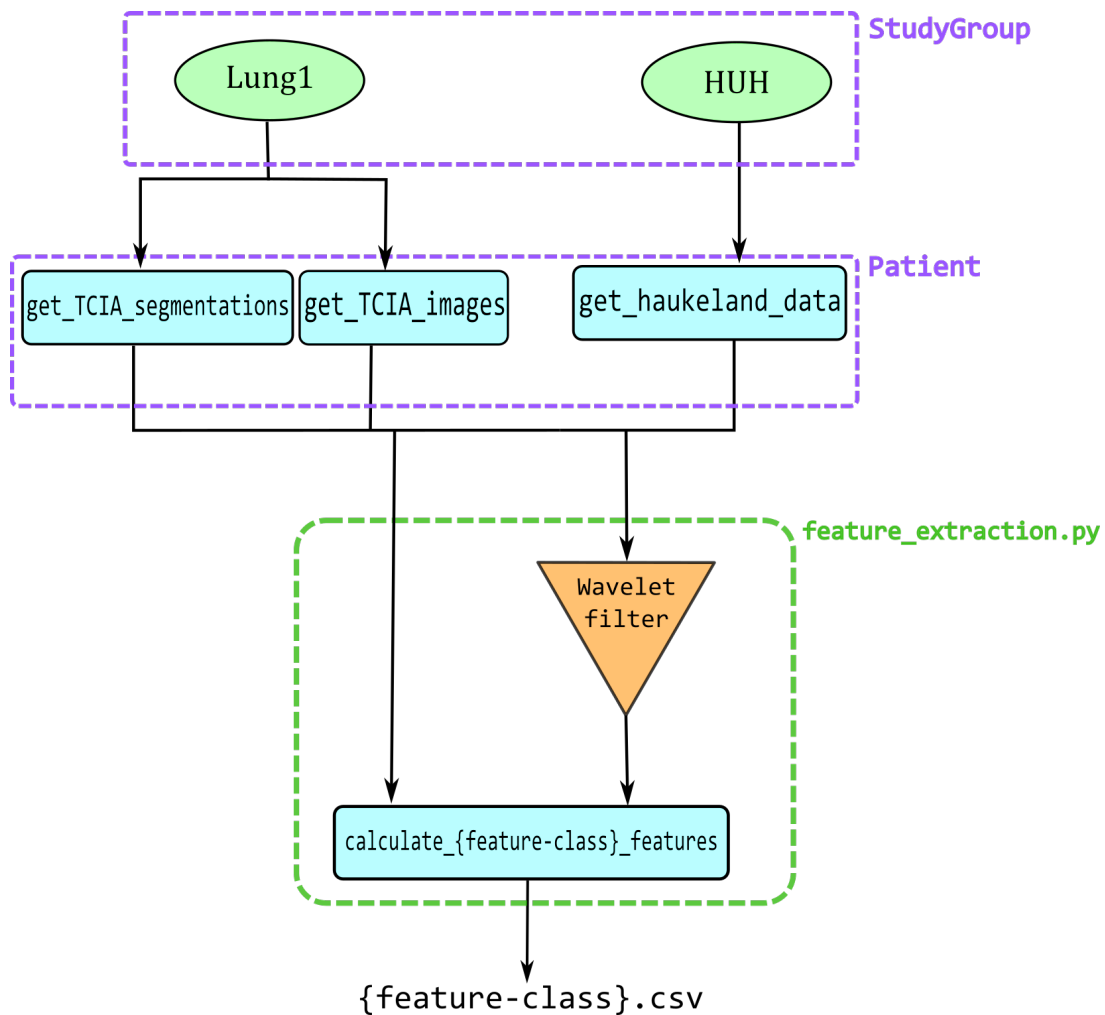 StudyGroup
Lung1
HUH
Patient
get_TCIA_segmentations
get_TCIA_images
get_haukeland_data
feature_extraction.py
Wavelet
filter
calculate_{feature-class}_features
{feature-class}.csv